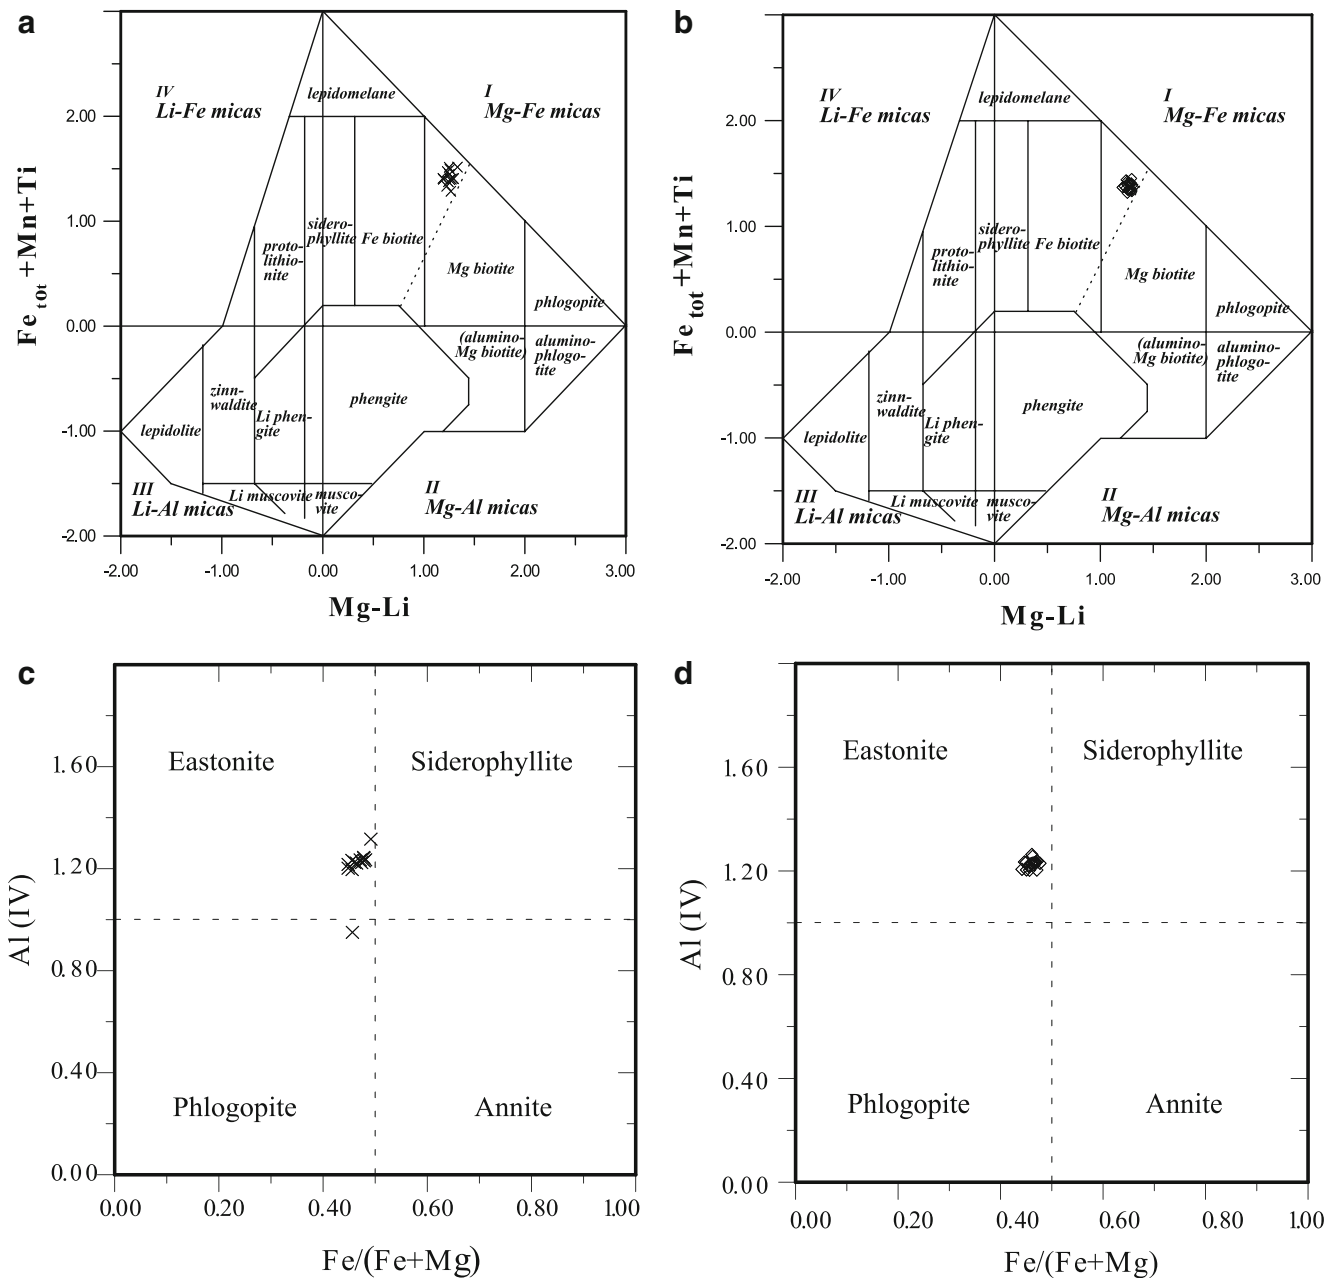 a
IV
Li-Fe micas
I
Mg-Fe micas
lepidomelane
2.00
1.00
0.00
-1.00
-2.00
Fe tot +Mn+Ti
proto-
lithio-
nite
sidero-
phyllite
Fe biotite
Mg biotite
phlogopite
(alumino-
Mg biotite)
alumino-
phlogo-
tite
zinn-
waldite
Li phen-
gite
phengite
lepidolite
Li muscovite
musco-
vite
III
Li-Al micas
II
Mg-Al micas
-2.00
-1.00
0.00
1.00
2.00
3.00
Mg-Li
b
IV
Li-Fe micas
I
Mg-Fe micas
lepidomelane
2.00
1.00
0.00
-1.00
-2.00
Fe tot +Mn+Ti
proto-
lithio-
nite
sidero-
phyllite
Fe biotite
Mg biotite
phlogopite
(alumino-
Mg biotite)
alumino-
phlogo-
tite
zinn-
waldite
Li phen-
gite
phengite
lepidolite
Li muscovite
musco-
vite
III
Li-Al micas
II
Mg-Al micas
-2.00
-1.00
0.00
1.00
2.00
3.00
Mg-Li
c
Eastonite
Siderophyllite
Phlogopite
Annite
1.60
1.20
0.80
0.40
0.00
Al (IV)
0.00
0.20
0.40
0.60
0.80
1.00
Fe/(Fe+Mg)
d
Eastonite
Siderophyllite
Phlogopite
Annite
1.60
1.20
0.80
0.40
0.00
Al (IV)
0.00
0.20
0.40
0.60
0.80
1.00
Fe/(Fe+Mg)